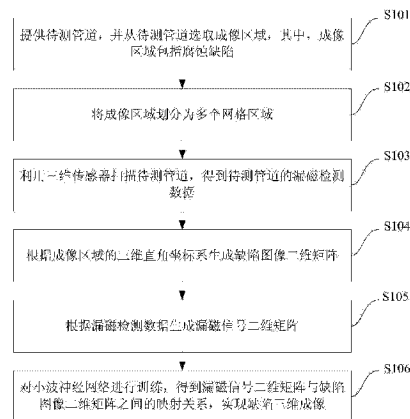 S101
提供待测管道，并从待测管道选取成像区域，其中，成像
区域包括腐蚀缺陷
S102
将成像区域划分为多个网格区域
S103
利用三维传感器扫描待测管道，得到待测管道的漏磁检测
数据
S104
根据成像区域的三维直角坐标系生成缺陷图像二维矩阵
S105
根据漏磁检测数据生成漏磁信号二维矩阵
S106
对小波神经网络进行训练，得到漏磁信号二维矩阵与缺陷
图像二维矩阵之间的映射关系，实现缺陷三维成像